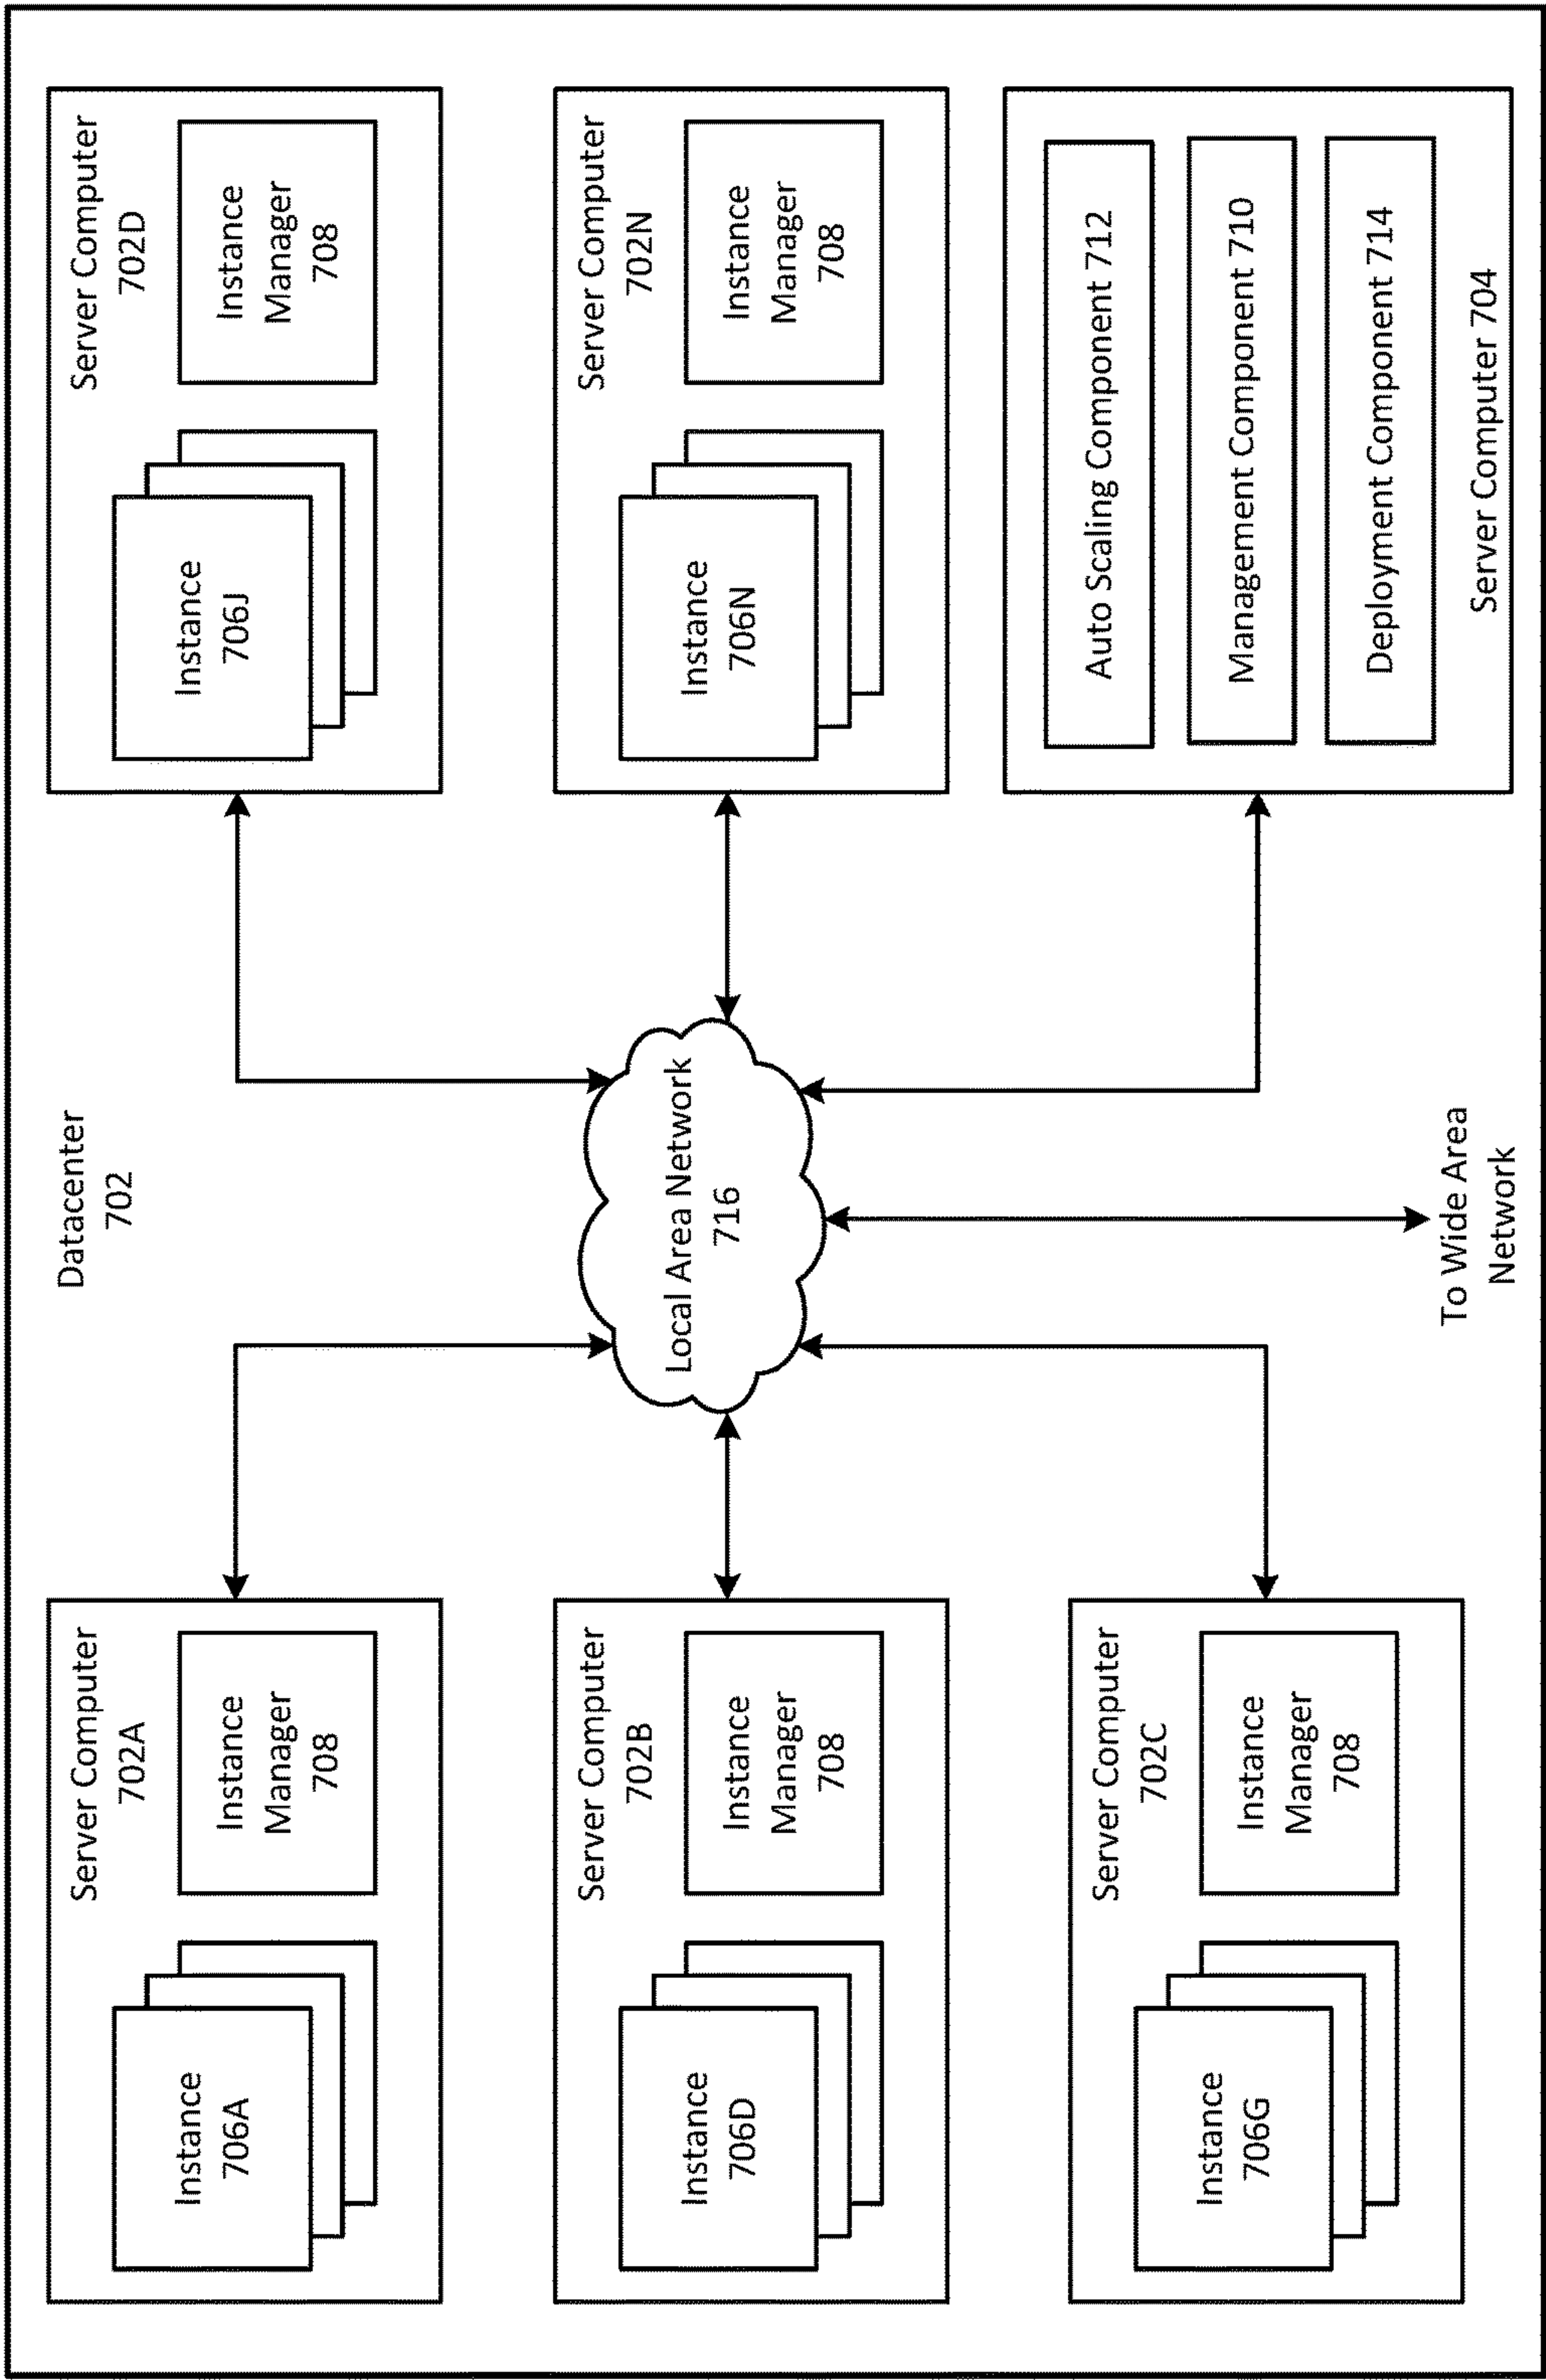 Datacenter
702
Server Computer
702A
Instance
706A
Instance
Manager
708
Server Computer
702B
Instance
706D
Instance
Manager
708
Server Computer
702C
Instance
706G
Instance
Manager
708
Local Area Network
716
To Wide Area
Network
Server Computer
702D
Instance
706J
Instance
Manager
708
Server Computer
702N
Instance
706N
Instance
Manager
708
Auto Scaling Component 712
Management Component 710
Deployment Component 714
Server Computer 704